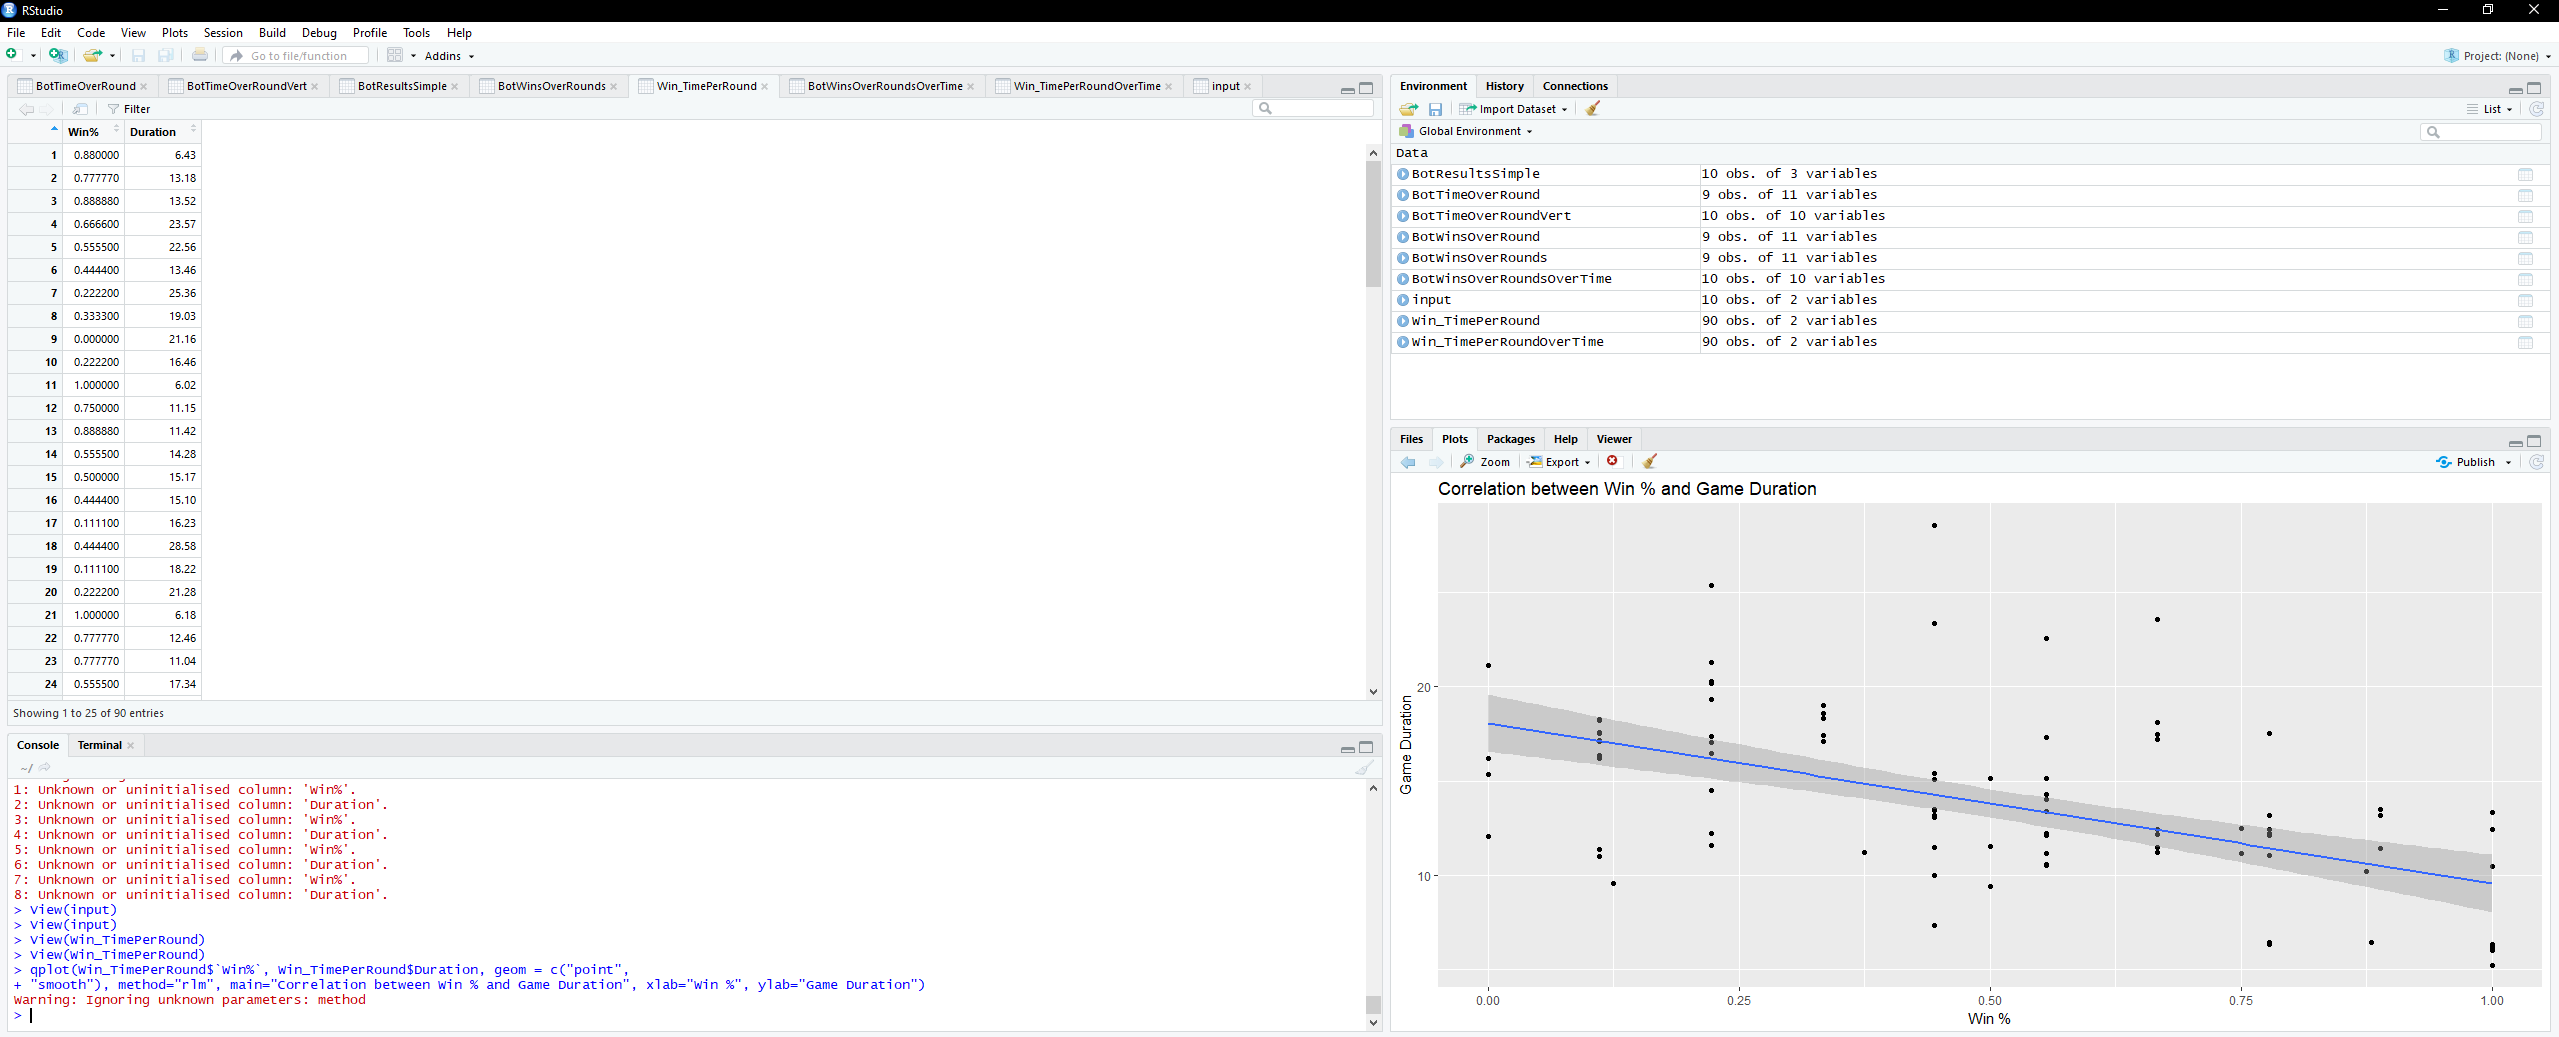 RStudio
File Edit Code View Plots Session Build Debug Profile Tools Help
Go to file/function Addins Project: (None)
BotTimeOverRound BotTimeOverRoundVert BotResultsSimple BotWinsOverRounds Win_TimePerRound BotWinsOverRoundsOverTime Win_TimePerRoundOverTime input
Filter
Win% Duration
1 0.880000 6.43
2 0.777770 13.18
3 0.888880 13.52
4 0.666600 23.57
5 0.555500 22.56
6 0.444400 13.46
7 0.222200 25.36
8 0.333300 19.03
9 0.000000 21.16
10 0.222200 16.46
11 1.000000 6.02
12 0.750000 11.15
13 0.888880 11.42
14 0.555500 14.28
15 0.500000 15.17
16 0.444400 15.10
17 0.111100 16.23
18 0.444400 28.58
19 0.111100 18.22
20 0.222200 21.28
21 1.000000 6.18
22 0.777770 12.46
23 0.777770 11.04
24 0.555500 17.34
Showing 1 to 25 of 90 entries
Console Terminal
~/
1: Unknown or uninitialised column: 'Win%'.
2: Unknown or uninitialised column: 'Duration'.
3: Unknown or uninitialised column: 'Win%'.
4: Unknown or uninitialised column: 'Duration'.
5: Unknown or uninitialised column: 'Win%'.
6: Unknown or uninitialised column: 'Duration'.
7: Unknown or uninitialised column: 'Win%'.
8: Unknown or uninitialised column: 'Duration'.
> View(input)
> View(input)
> View(Win_TimePerRound)
> View(Win_TimePerRound)
> qplot(Win_TimePerRound$`Win%`, Win_TimePerRound$Duration, geom = c("point",
+ "smooth"), method="rlm", main="Correlation between Win % and Game Duration", xlab="Win %", ylab="Game Duration")
Warning: Ignoring unknown parameters: method
>
Environment History Connections
Import Dataset List
Global Environment
Data
BotResultsSimple 10 obs. of 3 variables
BotTimeOverRound 9 obs. of 11 variables
BotTimeOverRoundVert 10 obs. of 10 variables
BotWinsOverRound 9 obs. of 11 variables
BotWinsOverRounds 9 obs. of 11 variables
BotWinsOverRoundsOverTime 10 obs. of 10 variables
input 10 obs. of 2 variables
Win_TimePerRound 90 obs. of 2 variables
Win_TimePerRoundOverTime 90 obs. of 2 variables
Files Plots Packages Help Viewer
Zoom Export Publish
Correlation between Win % and Game Duration
Game Duration
20
10
0.00 0.25 0.50 0.75 1.00
Win %